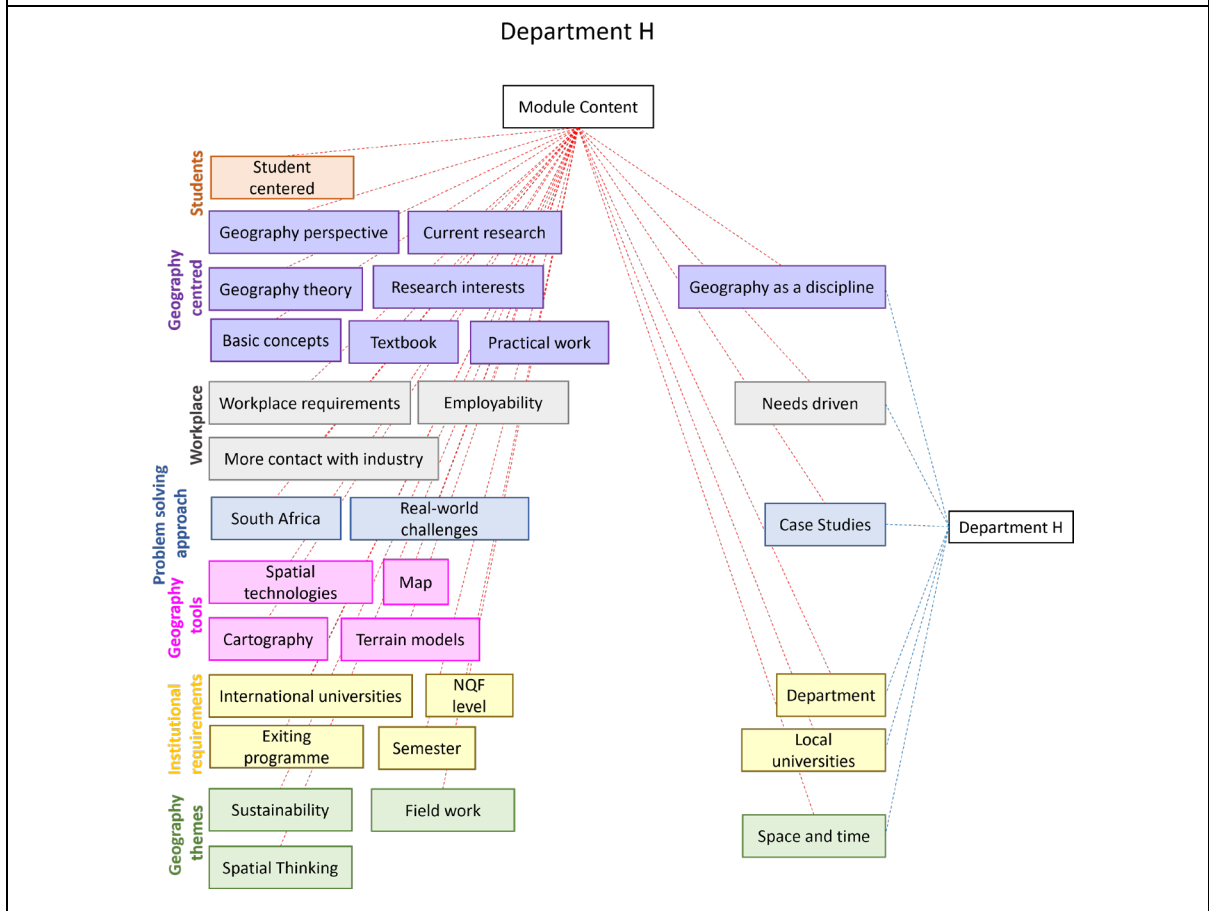 Department H
Module Content
Students
Student
centered
Geography
centred
Geography perspective
Current research
Geography theory
Research interests
Geography as a discipline
Basic concepts
Textbook
Practical work
Workplace
Workplace requirements
Employability
Needs driven
More contact with industry
Problem solving
approach
South Africa
Real-world
challenges
Case Studies
Department H
Geography
tools
Spatial
technologies
Map
Cartography
Terrain models
Institutional
requirements
International universities
NQF
level
Department
Exiting
programme
Semester
Local
universities
Geography
themes
Sustainability
Field work
Space and time
Spatial Thinking